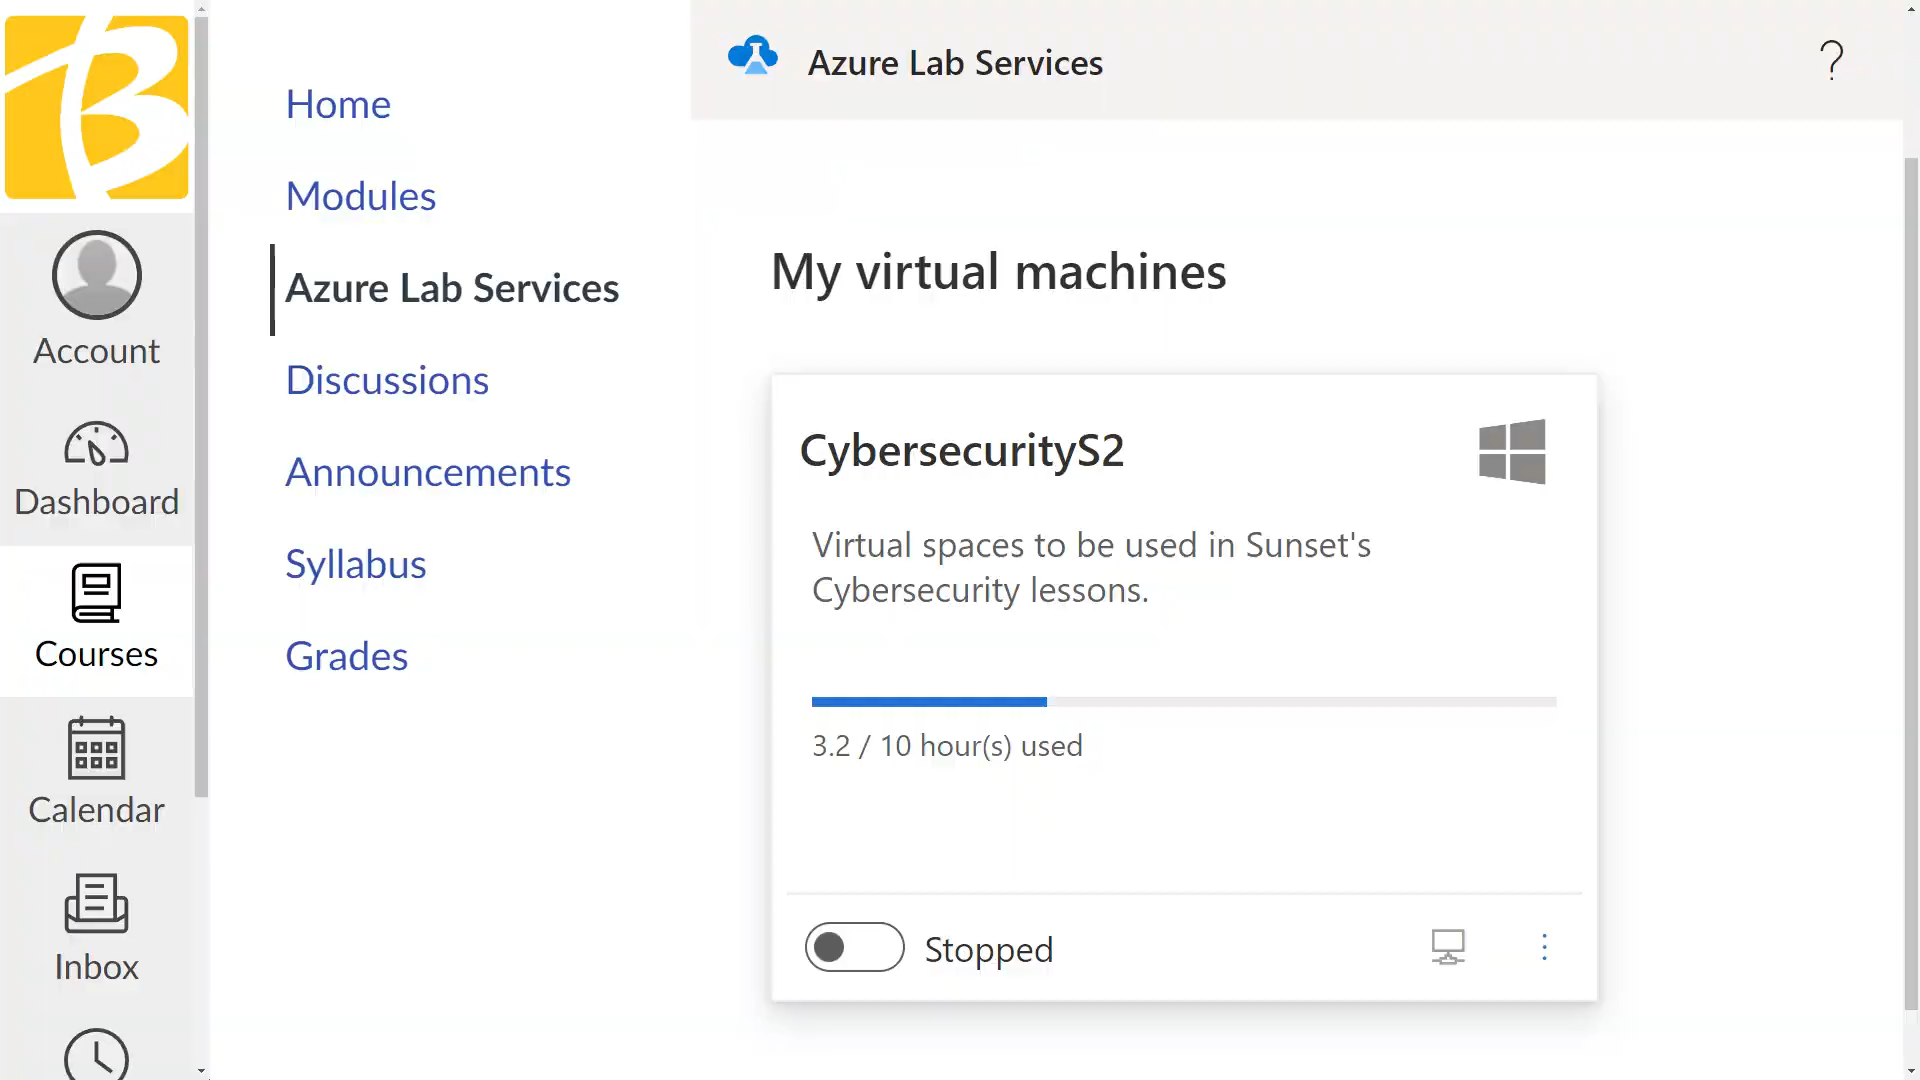 B
Account
Dashboard
Courses
Calendar
Inbox
Home
Modules
Azure Lab Services
Discussions
Announcements
Syllabus
Grades
Azure Lab Services
?
My virtual machines
CybersecurityS2
Virtual spaces to be used in Sunset's
Cybersecurity lessons.
3.2 / 10 hour(s) used
Stopped